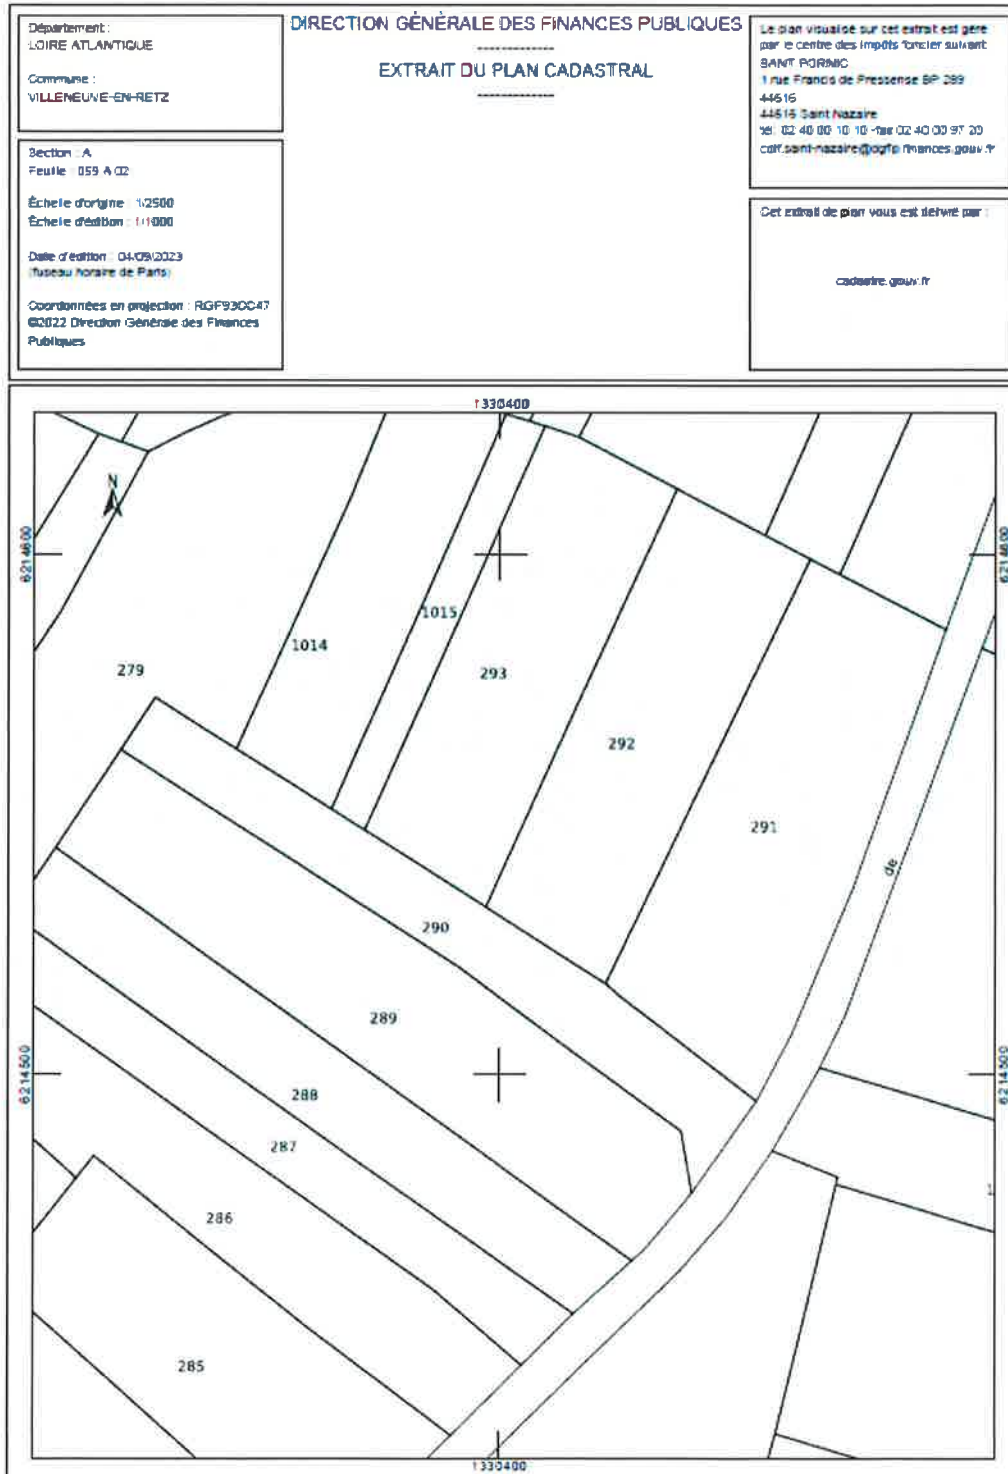 Département :
LOIRE ATLANTIQUE
Commune :
VILLENEUVE-EN-RETZ
Section : A
Feuille : 059 A 02
Échelle d'origine : 1/2500
Échelle d'édition : 1/1000
Date d'édition : 04/09/2023
(fuseau horaire de Paris)
Coordonnées en projection : RGF93CC47
©2022 Direction Générale des Finances
Publiques
DIRECTION GÉNÉRALE DES FINANCES PUBLIQUES
-------------
EXTRAIT DU PLAN CADASTRAL
-------------
Le plan visualisé sur cet extrait est géré
par le centre des impôts foncier suivant
SAINT
1 rue Francis de Pressense BP 289
44616
44616 Saint Nazaire
tél. 02 40 00 10 10 -fax 02 40 00 97 20
cdif.saint-nazaire@dgfip.finances.gouv.fr
Cet extrait de plan vous est délivré par :
cadastre.gouv.fr
1330400
N
6214600
6214600
1015
1014
279
293
292
291
de
290
289
6214500
6214500
288
287
286
285
1330400